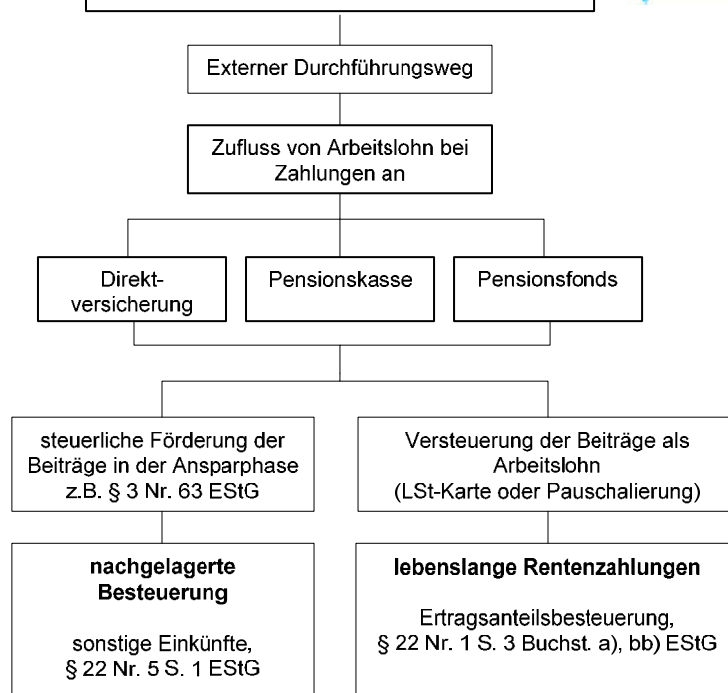 Externer Durchführungsweg
Zufluss von Arbeitslohn bei
Zahlungen an
Direkt-
versicherung
Pensionskasse
Pensionsfonds
steuerliche Förderung der
Beiträge in der Ansparphase
z.B. § 3 Nr. 63 EStG
Versteuerung der Beiträge als
Arbeitslohn
(LSt-Karte oder Pauschalierung)
nachgelagerte
Besteuerung
sonstige Einkünfte,
§ 22 Nr. 5 S. 1 EStG
lebenslange Rentenzahlungen
Ertragsanteilsbesteuerung,
§ 22 Nr. 1 S. 3 Buchst. a), bb) EStG